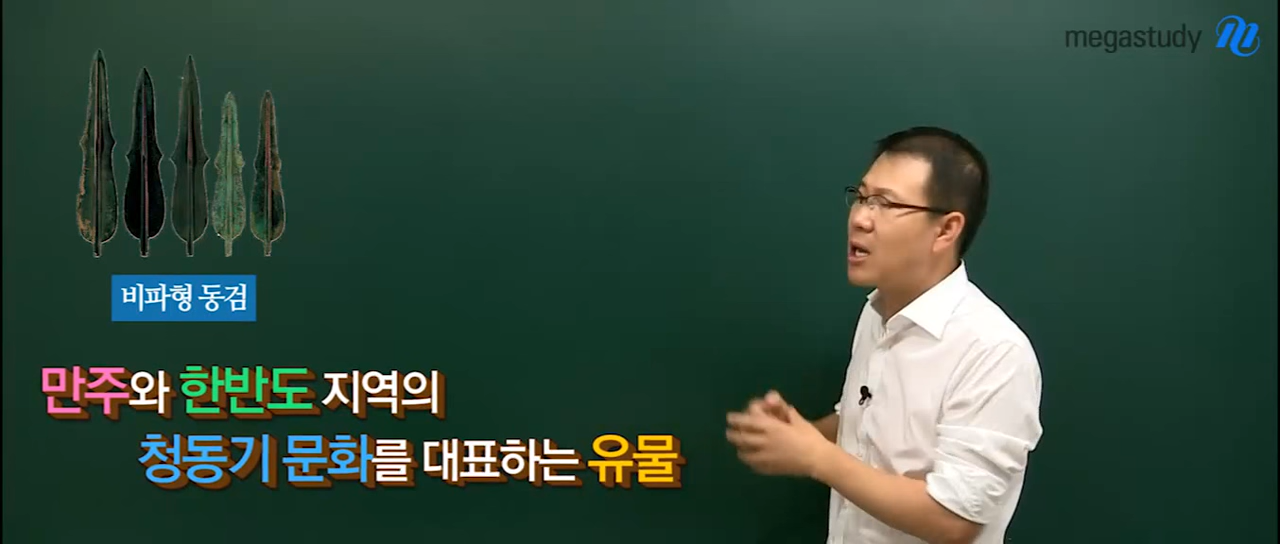 megastudy
비파형 동검
만주와 한반도 지역의
청동기 문화를 대표하는 유물